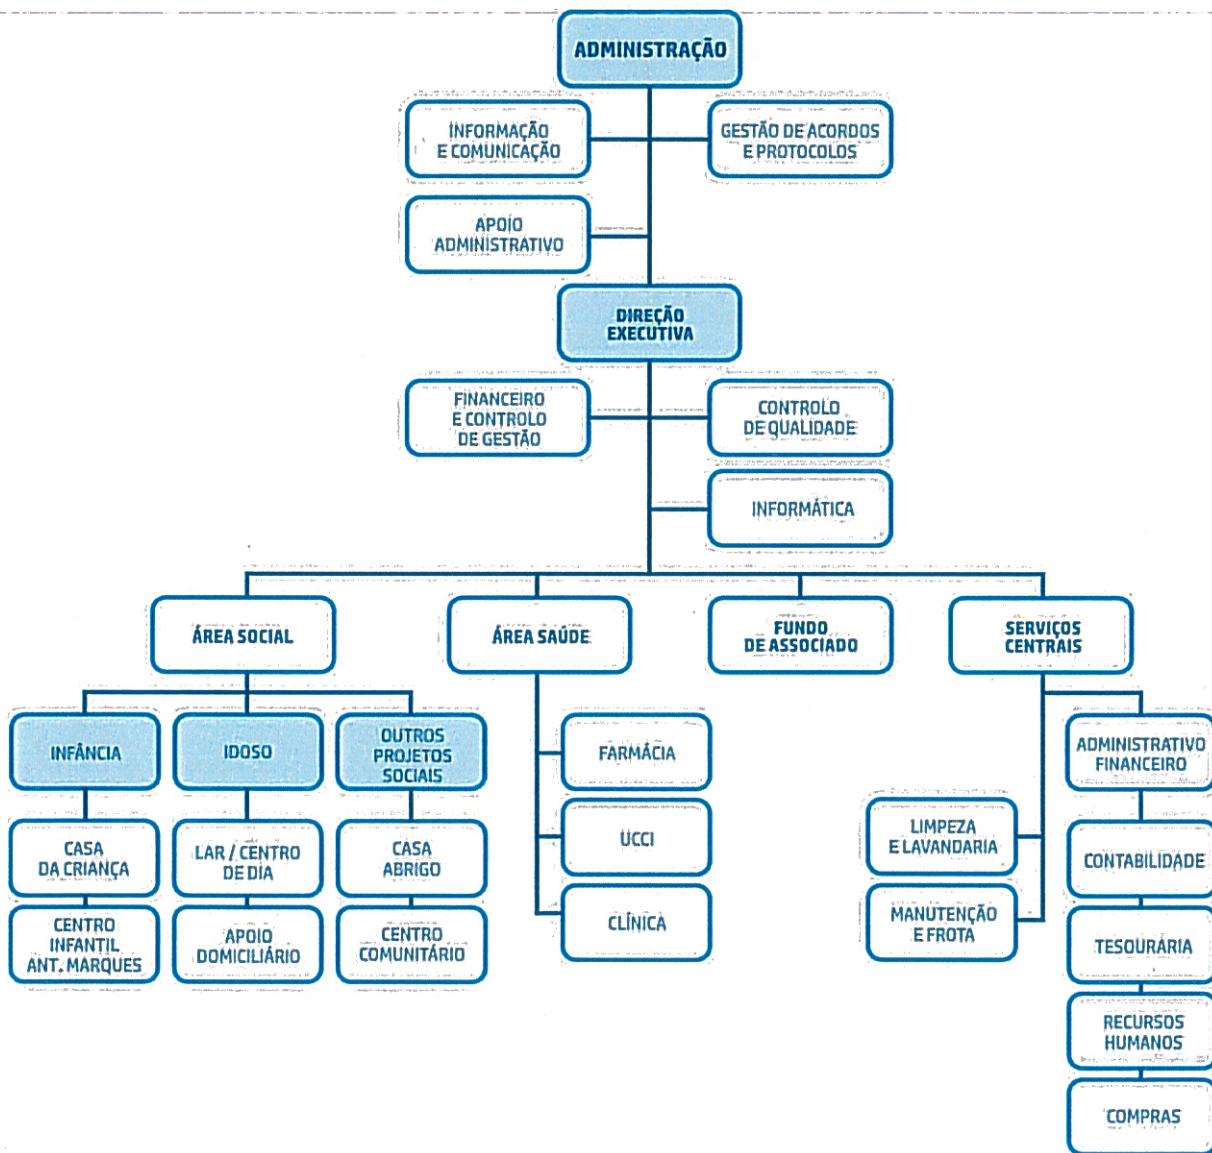 ADMINISTRAÇÃO
INFORMAÇÃO
E COMUNICAÇÃO
GESTÃO DE ACORDOS
E PROTOCOLOS
APOIO
ADMINISTRATIVO
DIREÇÃO
EXECUTIVA
FINANCEIRO
E CONTROLO
DE GESTÃO
CONTROLO
DE QUALIDADE
INFORMÁTICA
ÁREA SOCIAL
ÁREA SAÚDE
FUNDO
DE ASSOCIADO
SERVIÇOS
CENTRAIS
INFÂNCIA
IDOSO
OUTROS
PROJETOS
SOCIAIS
FARMÁCIA
ADMINISTRATIVO
FINANCEIRO
CASA
DA CRIANÇA
LAR / CENTRO
DE DIA
CASA
ABRIGO
UCCI
LIMPEZA
E LAVANDARIA
CONTABILIDADE
CENTRO
INFANTIL
ANT. MARQUES
APOIO
DOMICILIÁRIO
CENTRO
COMUNITÁRIO
CLÍNICA
MANUTENÇÃO
E FROTA
TESOURÁRIA
RECURSOS
HUMANOS
COMPRAS